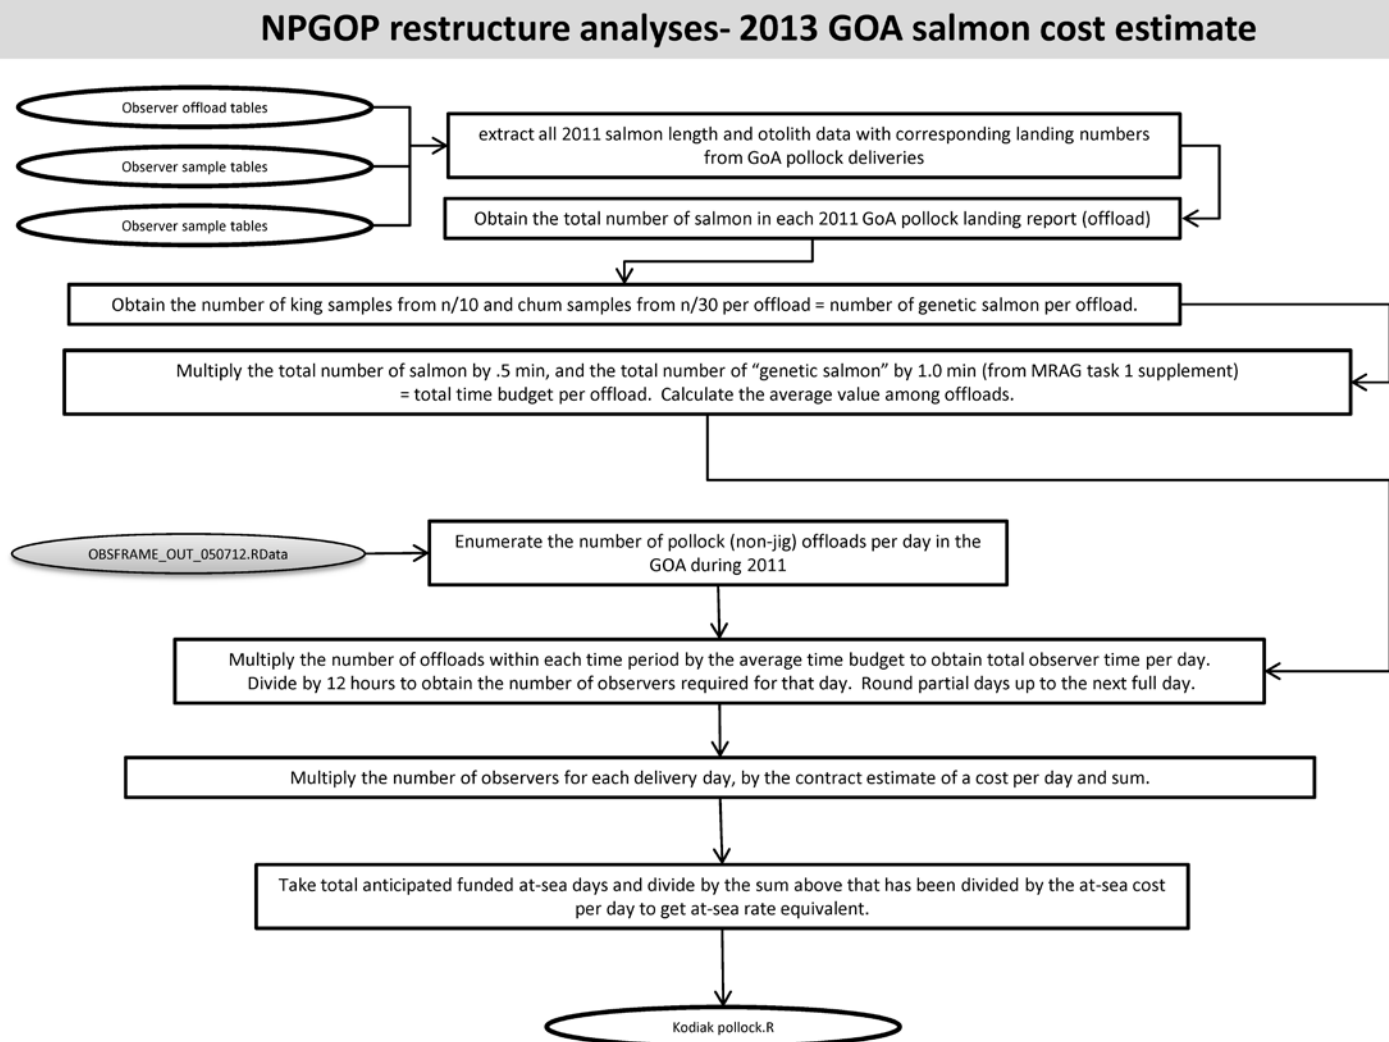 NPGOP restructure analyses- 2013 GOA salmon cost estimate
Observer offload tables
Observer sample tables
Observer sample tables
extract all 2011 salmon length and otolith data with corresponding landing numbers
from GoA pollock deliveries
Obtain the total number of salmon in each 2011 GoA pollock landing report (offload)
Obtain the number of king samples from n/10 and chum samples from n/30 per offload = number of genetic salmon per offload.
Multiply the total number of salmon by .5 min, and the total number of “genetic salmon” by 1.0 min (from MRAG task 1 supplement)
= total time budget per offload. Calculate the average value among offloads.
OBSFRAME_OUT_050712.RData
Enumerate the number of pollock (non-jig) offloads per day in the
GOA during 2011
Multiply the number of offloads within each time period by the average time budget to obtain total observer time per day.
Divide by 12 hours to obtain the number of observers required for that day. Round partial days up to the next full day.
Multiply the number of observers for each delivery day, by the contract estimate of a cost per day and sum.
Take total anticipated funded at-sea days and divide by the sum above that has been divided by the at-sea cost
per day to get at-sea rate equivalent.
Kodiak pollock.R